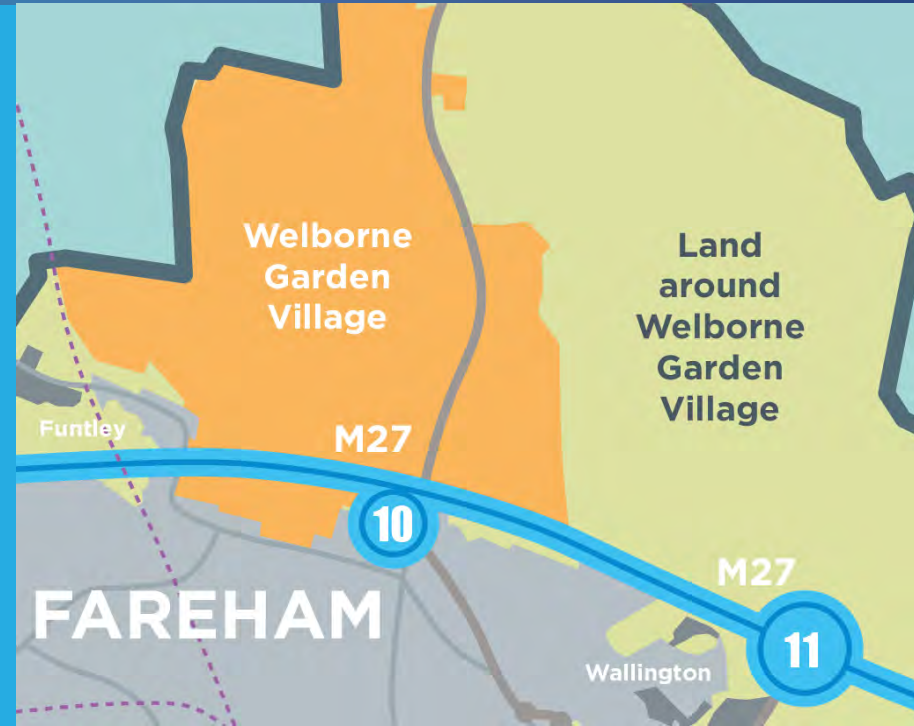 Welborne
Garden
Village
Land
around
Welborne
Garden
Village
Funtley
M27
10
M27
FAREHAM
11
Wallington